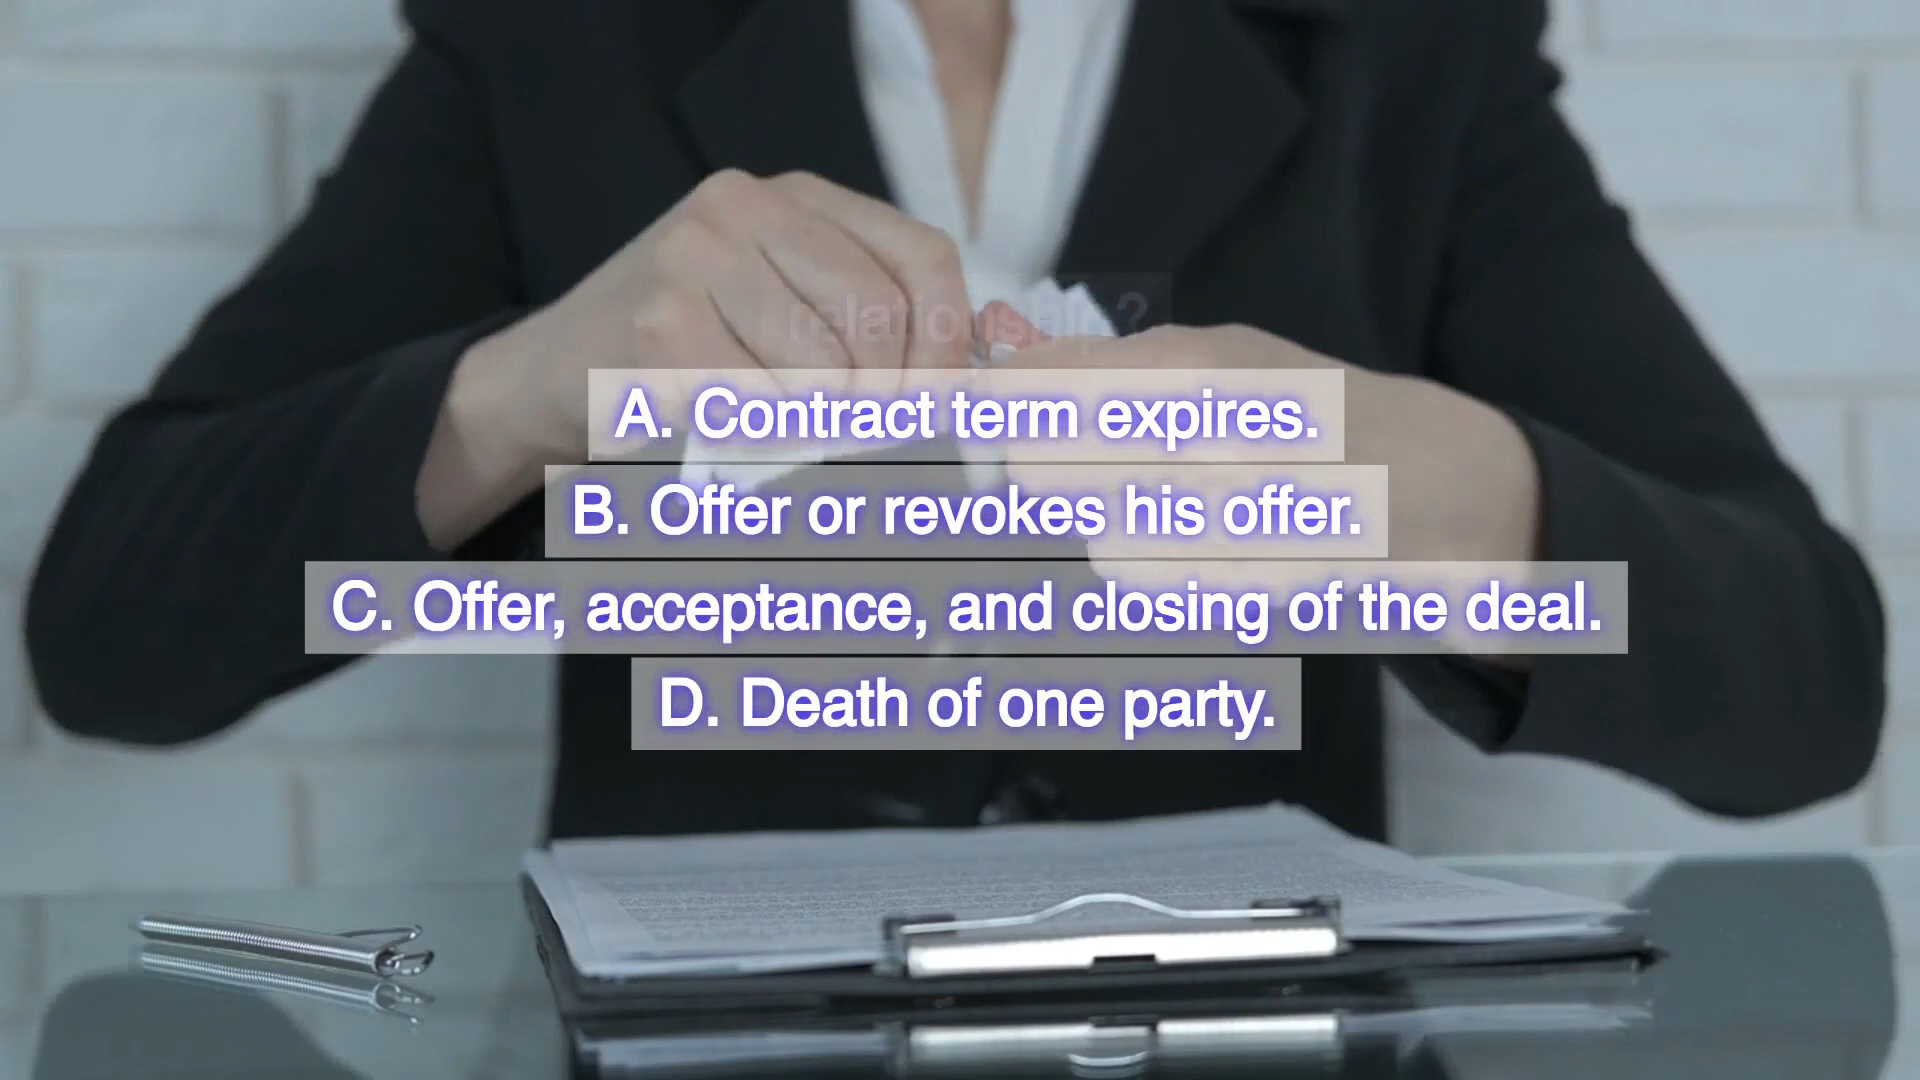 relationship?
A. Contract term expires.
B. Offer or revokes his offer.
C. Offer, acceptance, and closing of the deal.
D. Death of one party.